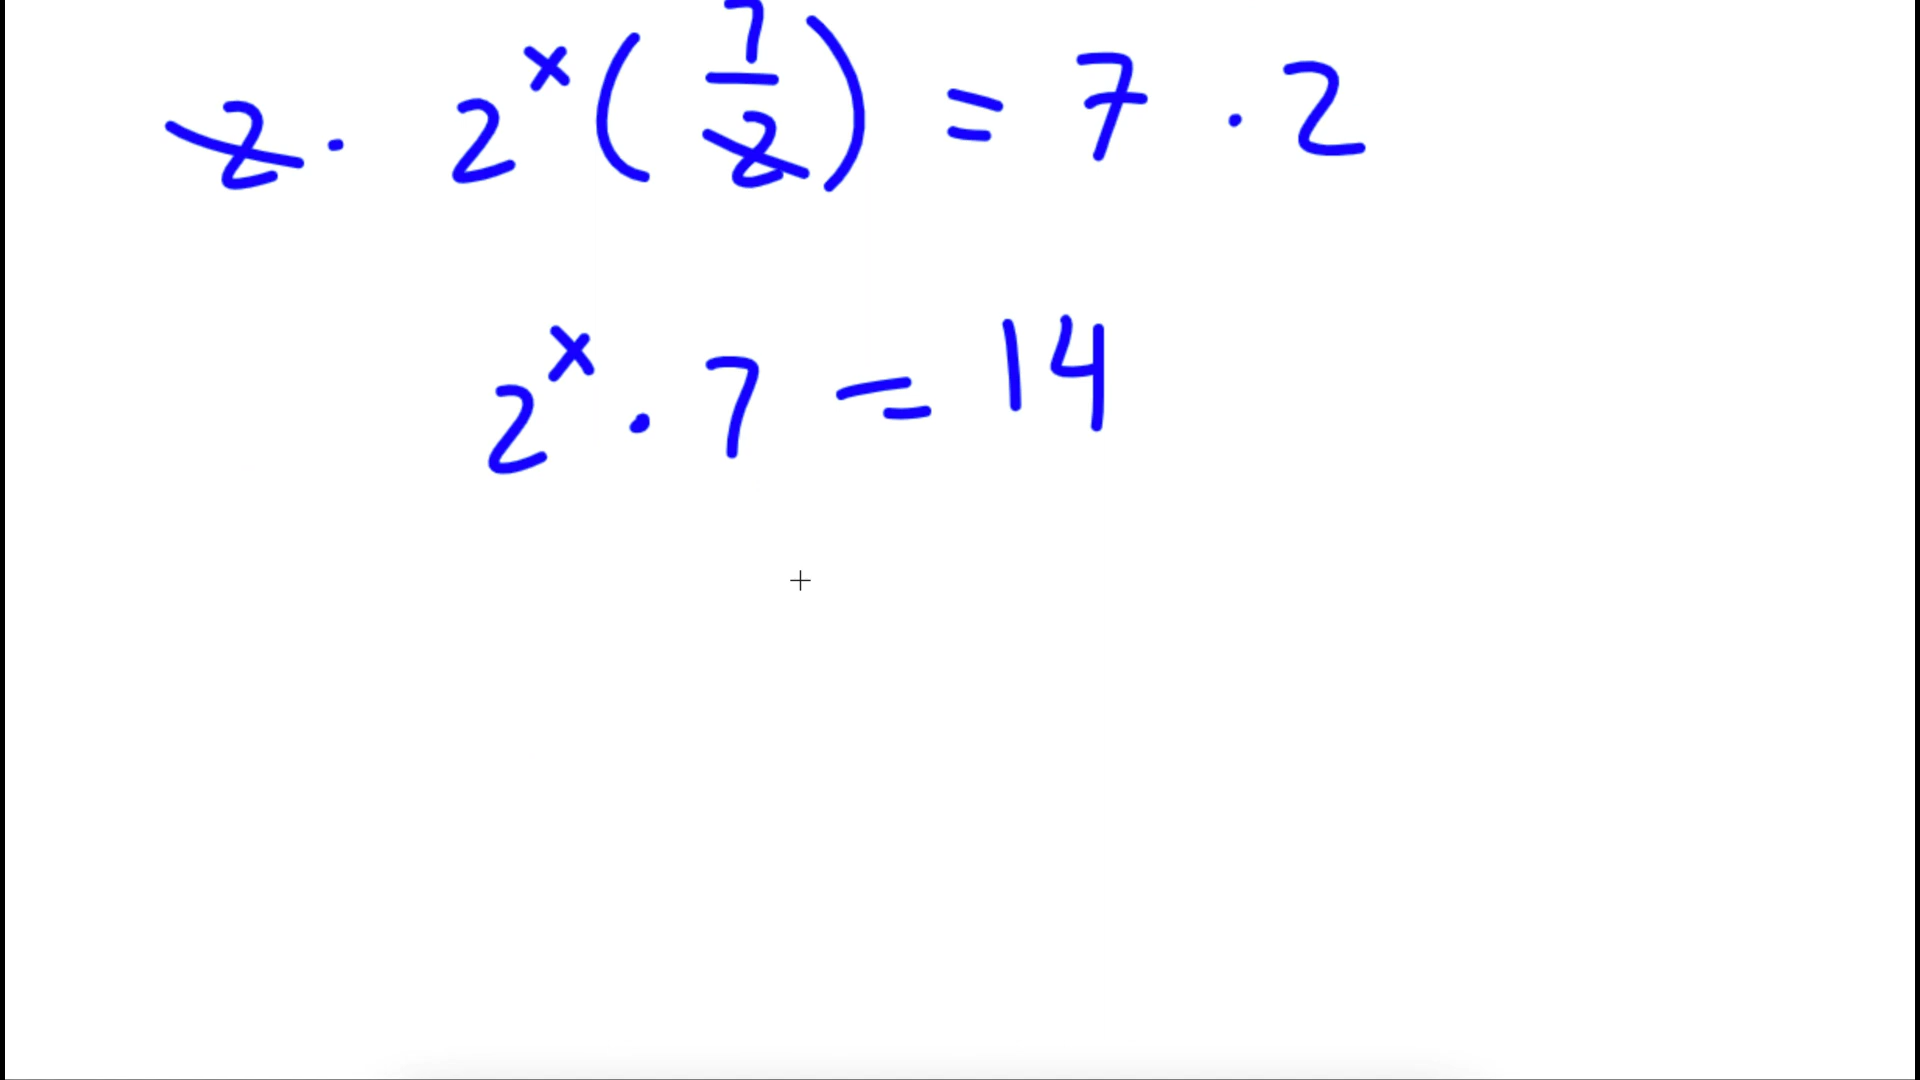 2 · 2^x (7/2) = 7 · 2
2^x · 7 = 14